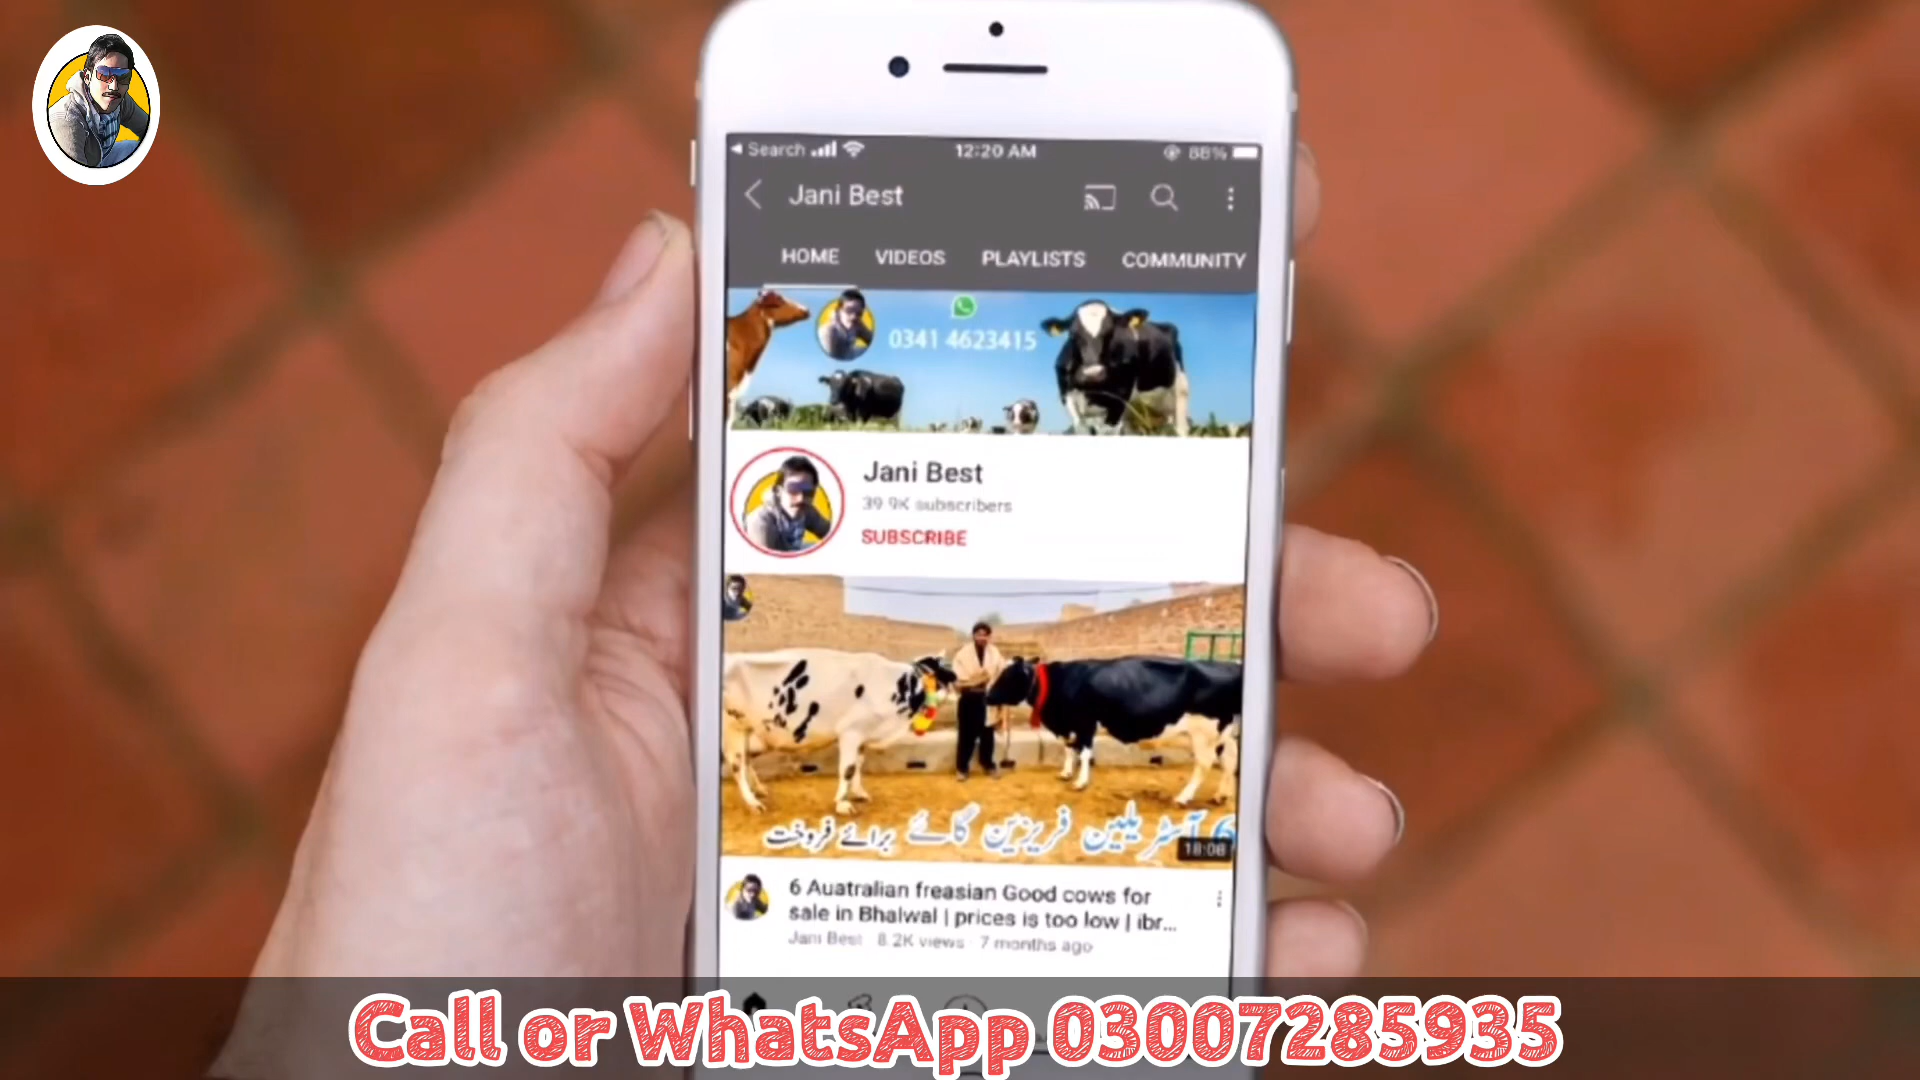 Search
12:20 AM
88%
Jani Best
HOME VIDEOS PLAYLISTS COMMUNITY
0341 4623415
Jani Best
39.9K subscribers
SUBSCRIBE
6 آسٹریلین فریزین گائے برائے فروخت
18:08
6 Auatralian freasian Good cows for
sale in Bhalwal | prices is too low | ibr...
Jani Best · 8.2K views · 7 months ago
Call or WhatsApp 03007285935